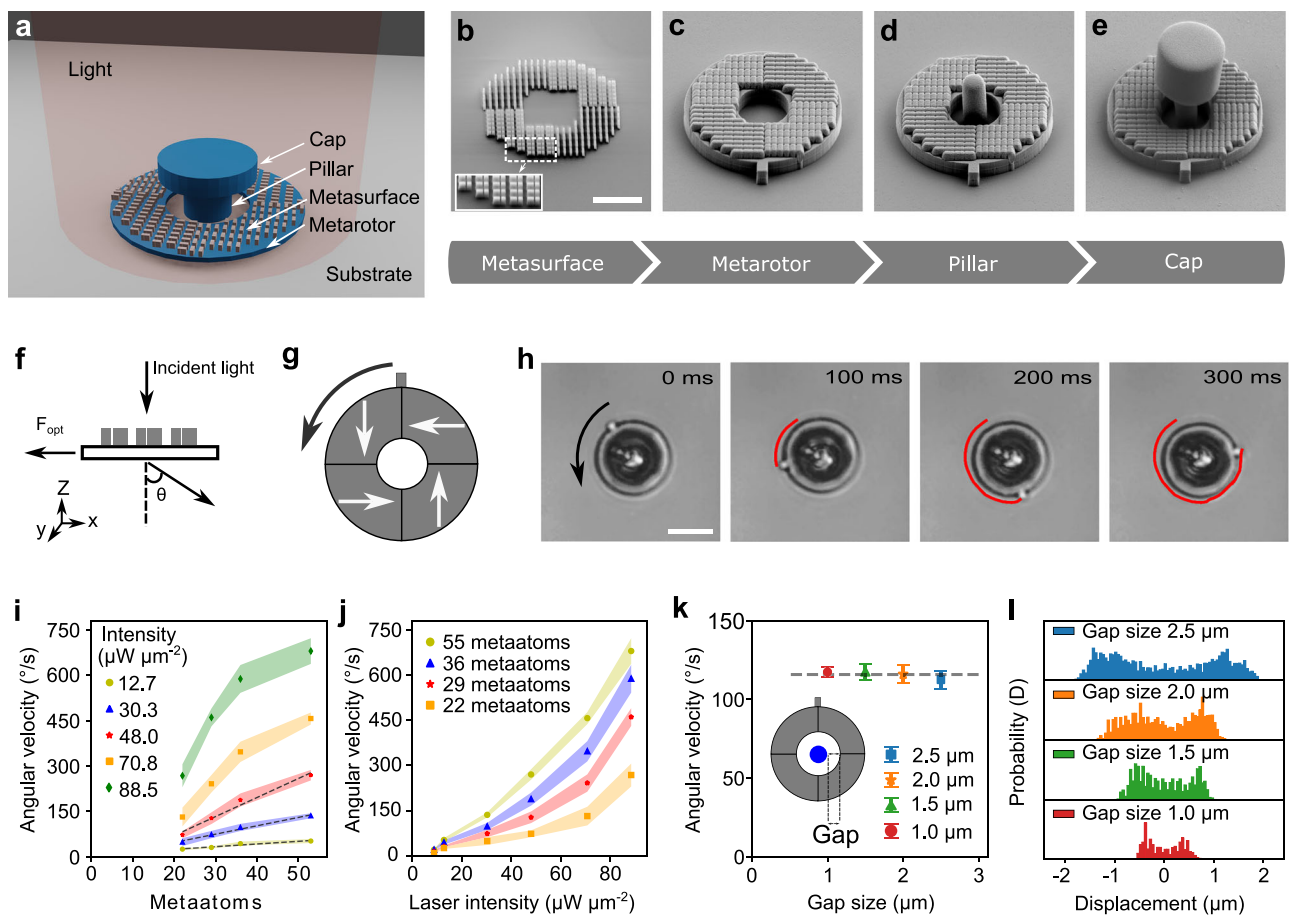 a
Light
Cap
Pillar
Metasurface
Metarotor
Substrate
b
c
d
e
Metasurface
Metarotor
Pillar
Cap
f
Incident light
Fopt
θ
Z
y
x
g
h
0 ms
100 ms
200 ms
300 ms
i
Angular velocity (°/s)
750
600
450
300
150
0
Intensity
(μW μm⁻²)
12.7
30.3
48.0
70.8
88.5
0 10 20 30 40 50
Metaatoms
j
Angular velocity (°/s)
750
600
450
300
150
0
55 metaatoms
36 metaatoms
29 metaatoms
22 metaatoms
0 20 40 60 80 100
Laser intensity (μW μm⁻²)
k
Angular velocity (°/s)
150
100
50
0
2.5 μm
2.0 μm
1.5 μm
1.0 μm
Gap
0 1 2 3
Gap size (μm)
l
Probability (D)
Gap size 2.5 μm
Gap size 2.0 μm
Gap size 1.5 μm
Gap size 1.0 μm
-2 -1 0 1 2
Displacement (μm)